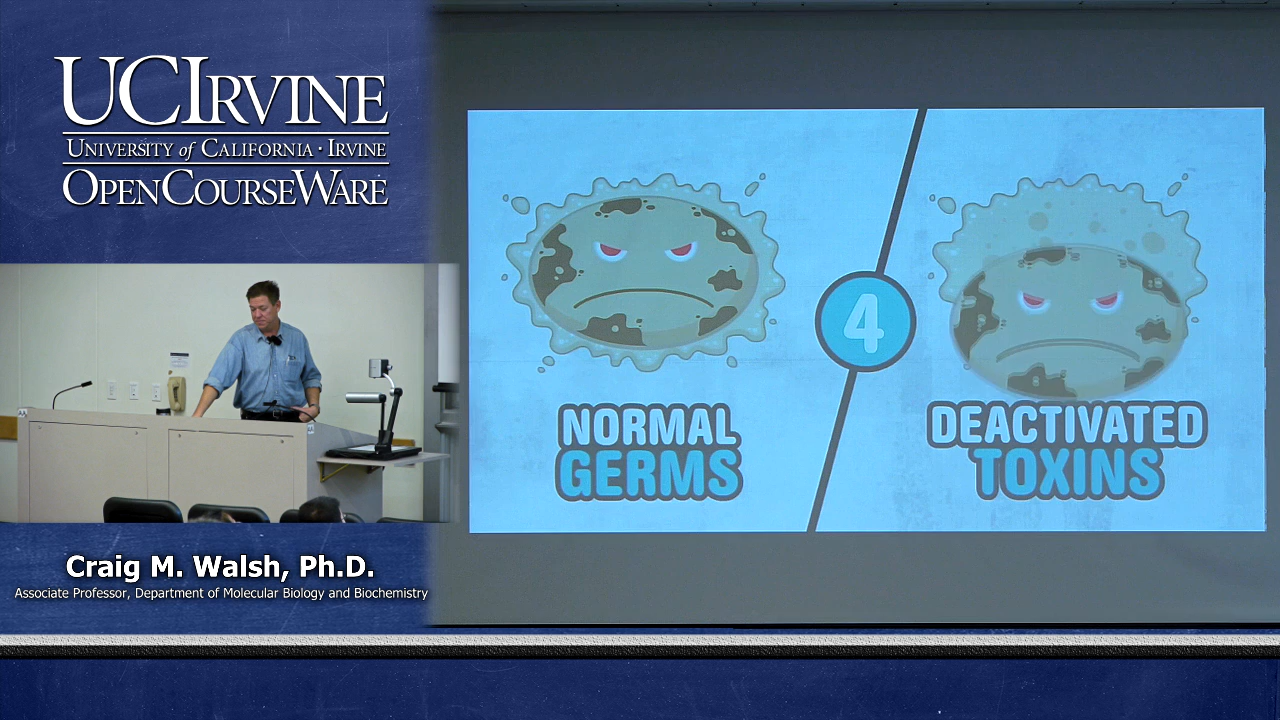 UCIRVINE
UNIVERSITY of CALIFORNIA · IRVINE
OPENCOURSEWARE
Craig M. Walsh, Ph.D.
Associate Professor, Department of Molecular Biology and Biochemistry
NORMAL
GERMS
4
DEACTIVATED
TOXINS